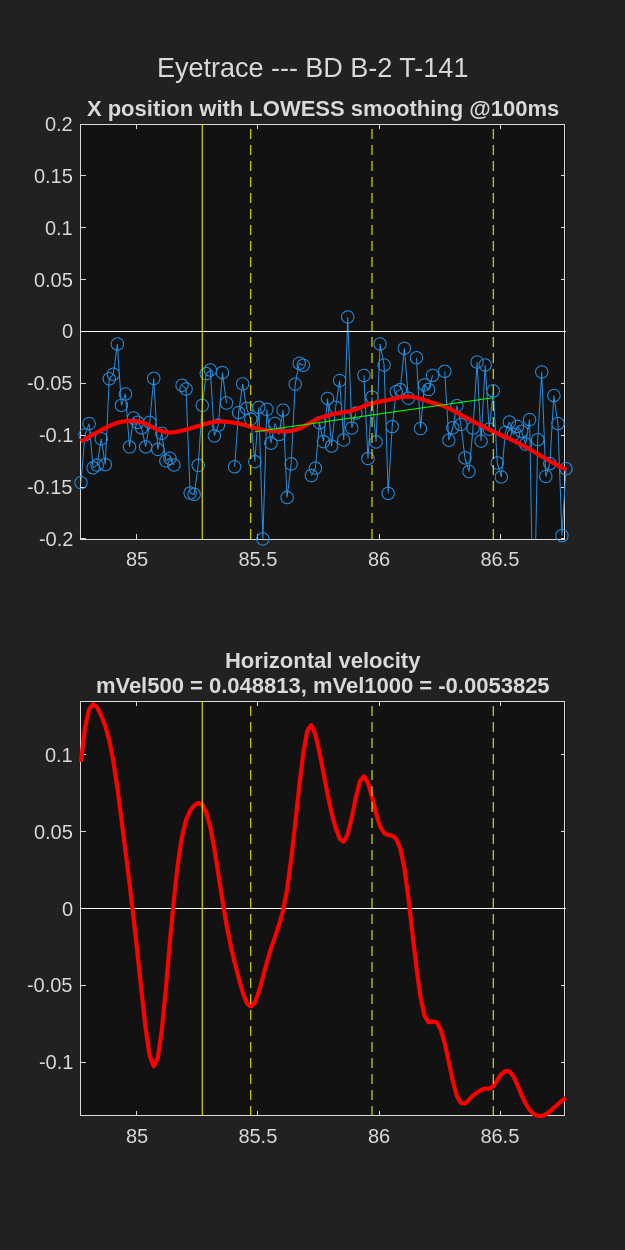 Eyetrace --- BD B-2 T-141
X position with LOWESS smoothing @100ms
0.2
0.15
0.1
0.05
0
-0.05
-0.1
-0.15
-0.2
85 85.5 86 86.5
Horizontal velocity
mVel500 = 0.048813, mVel1000 = -0.0053825
0.1
0.05
0
-0.05
-0.1
85 85.5 86 86.5